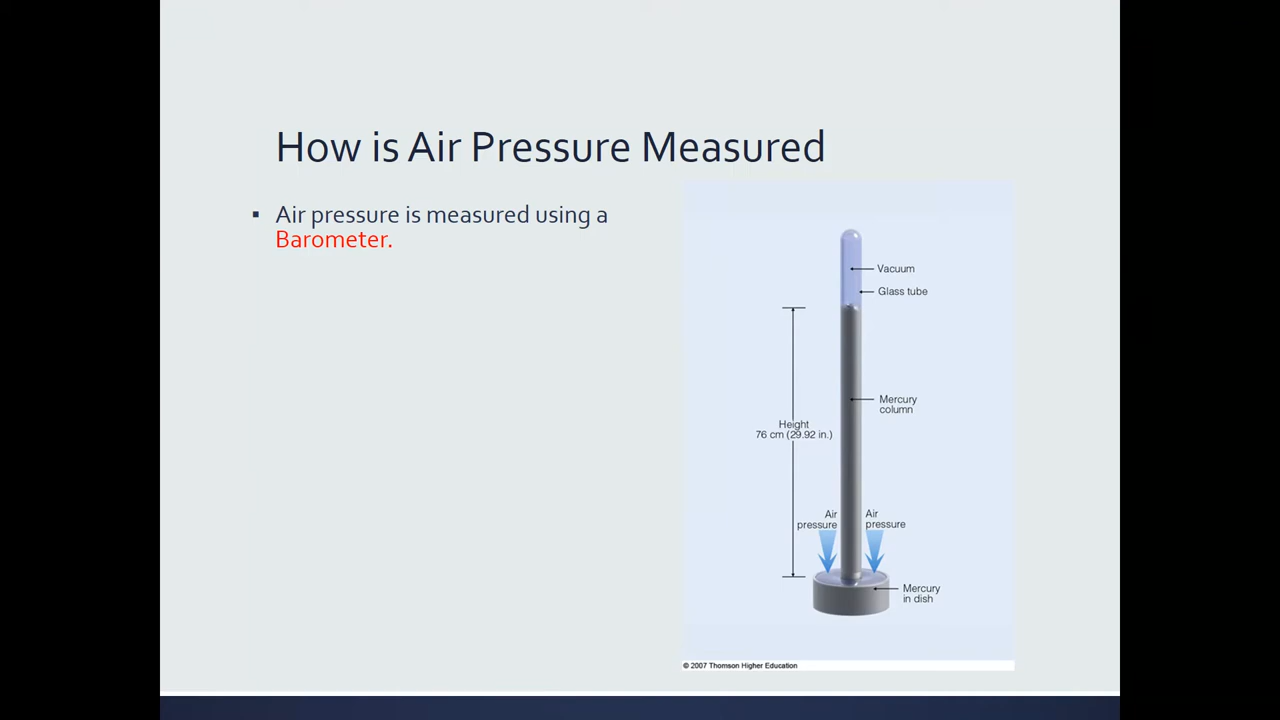 How is Air Pressure Measured
▪ Air pressure is measured using a
Barometer.
Vacuum
Glass tube
Mercury
column
Height
76 cm (29.92 in.)
Air
pressure
Air
pressure
Mercury
in dish
© 2007 Thomson Higher Education